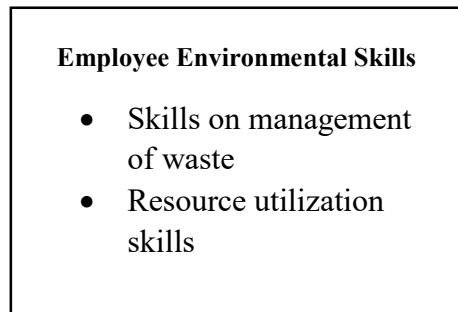 Employee Environmental Skills
• Skills on management
of waste
• Resource utilization
skills